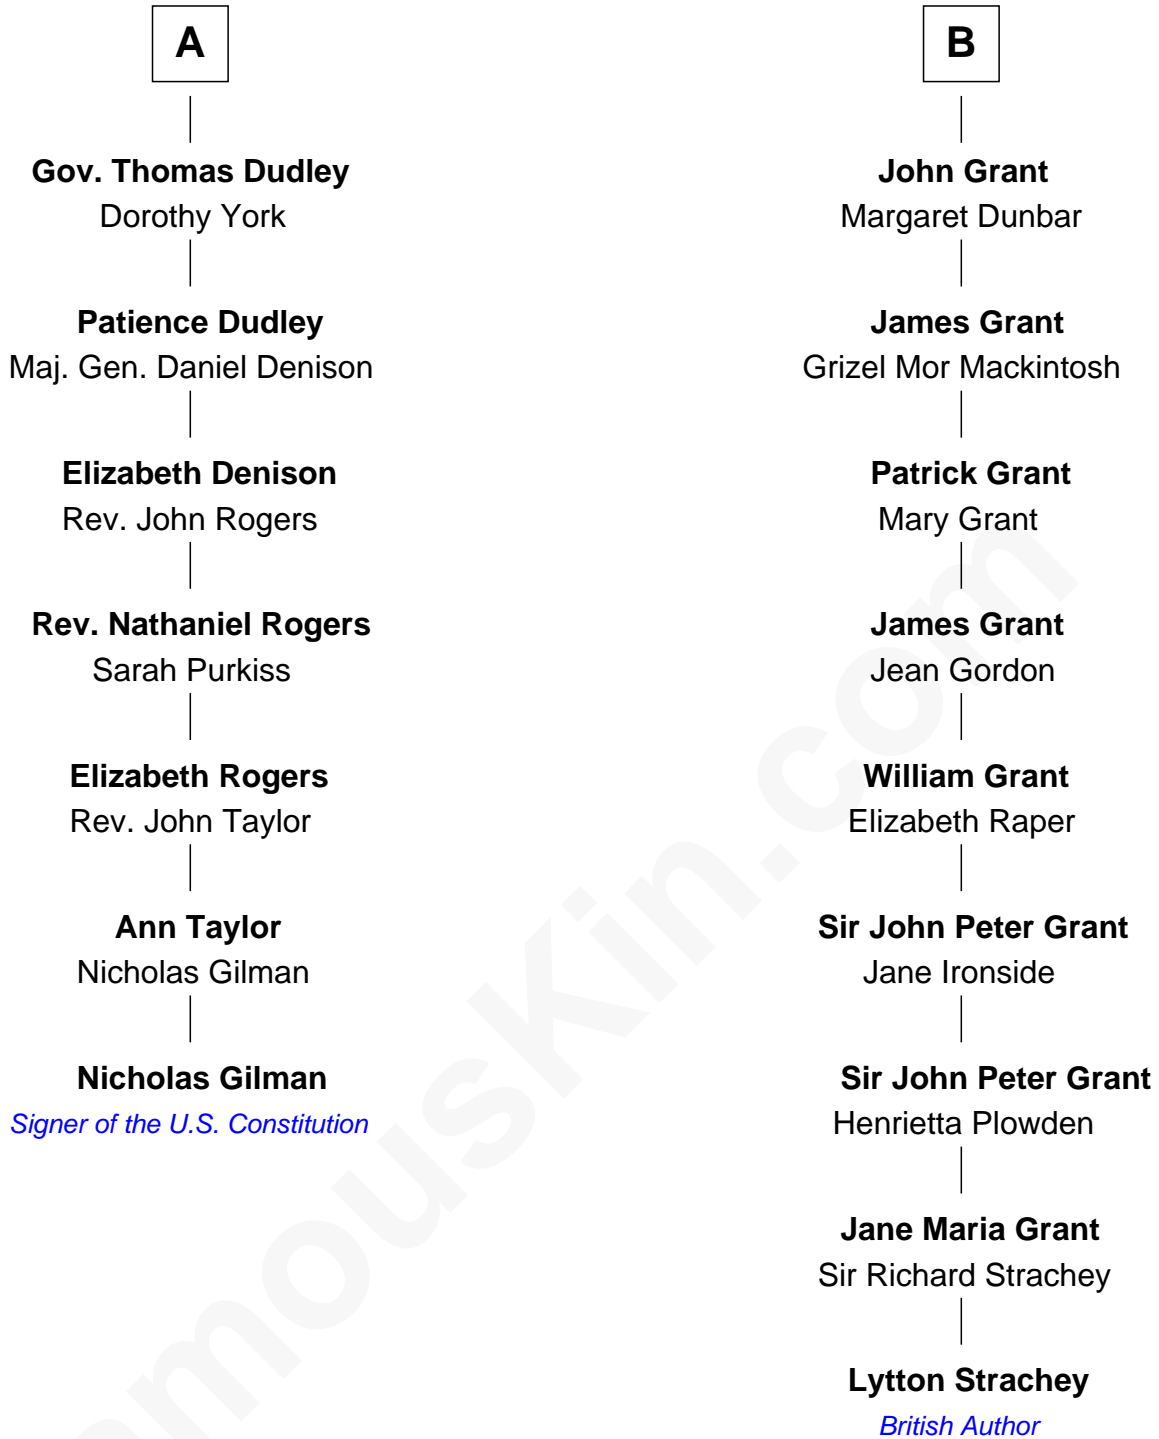 A
Gov. Thomas Dudley
Dorothy York
Patience Dudley
Maj. Gen. Daniel Denison
Elizabeth Denison
Rev. John Rogers
Rev. Nathaniel Rogers
Sarah Purkiss
Elizabeth Rogers
Rev. John Taylor
Ann Taylor
Nicholas Gilman
Nicholas Gilman
Signer of the U.S. Constitution
B
John Grant
Margaret Dunbar
James Grant
Grizel Mor Mackintosh
Patrick Grant
Mary Grant
James Grant
Jean Gordon
William Grant
Elizabeth Raper
Sir John Peter Grant
Jane Ironside
Sir John Peter Grant
Henrietta Plowden
Jane Maria Grant
Sir Richard Strachey
Lytton Strachey
British Author
amouskin.com